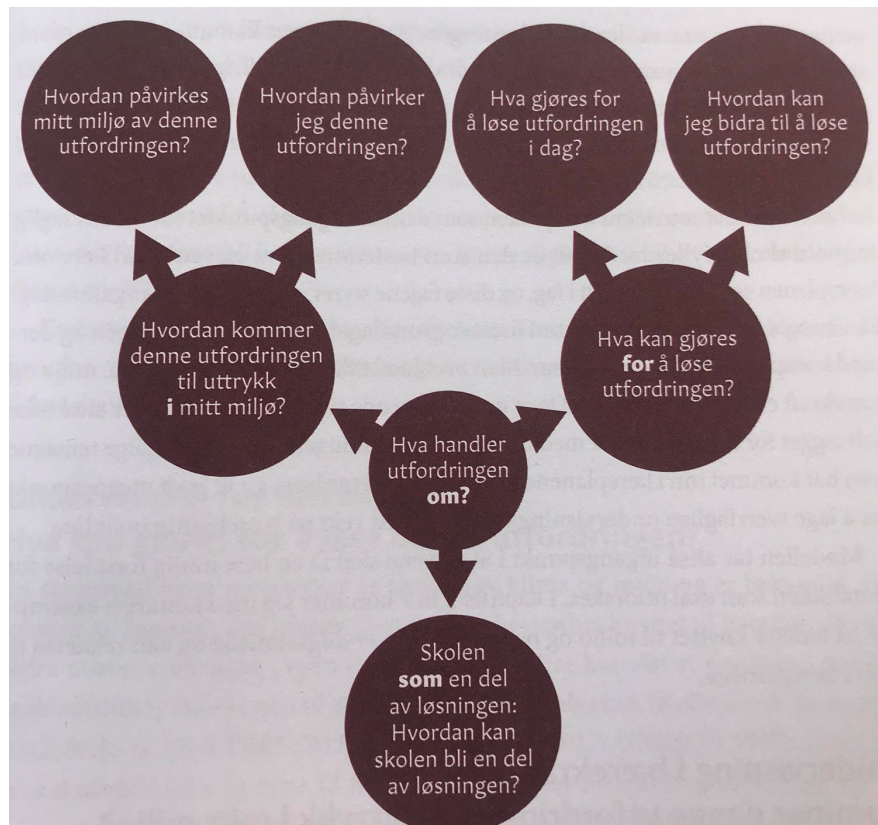 Hvordan påvirkes
mitt miljø av denne
utfordringen?
Hvordan påvirker
jeg denne
utfordringen?
Hva gjøres for
å løse utfordringen
i dag?
Hvordan kan
jeg bidra til å løse
utfordringen?
Hvordan kommer
denne utfordringen
til uttrykk
i mitt miljø?
Hva kan gjøres
for å løse
utfordringen?
Hva handler
utfordringen
om?
Skolen
som en del
av løsningen:
Hvordan kan
skolen bli en del
av løsningen?